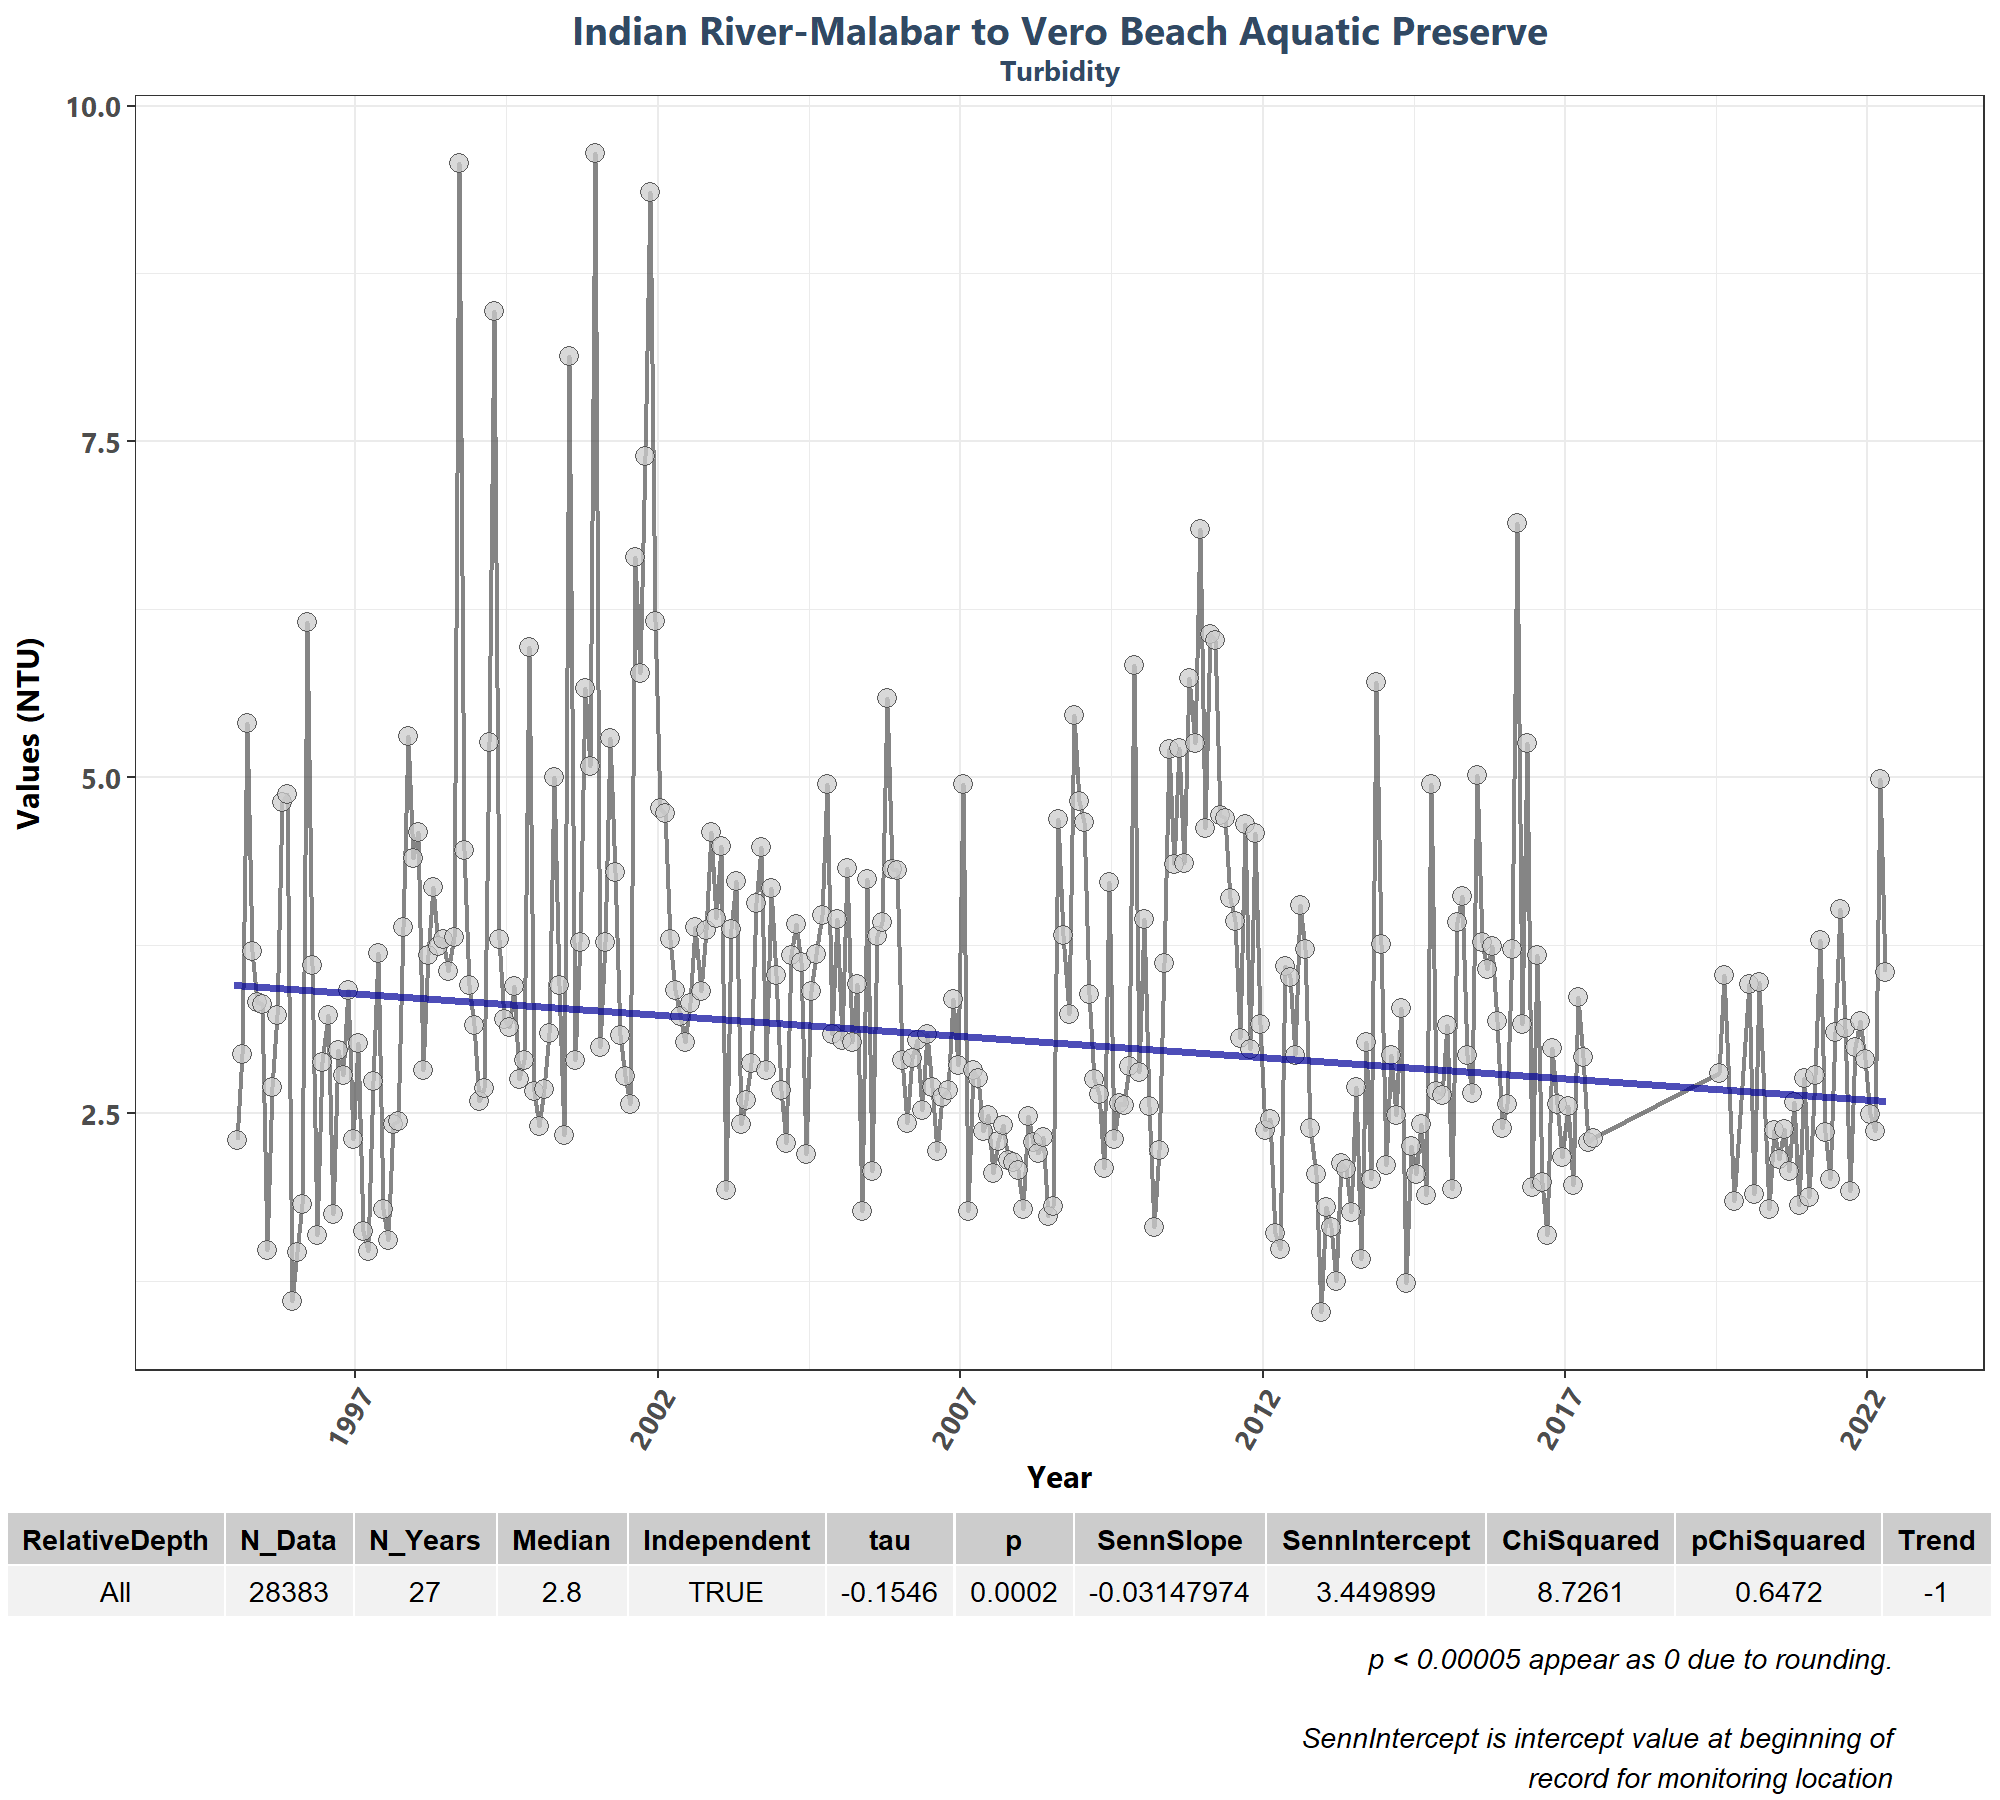 Indian River-Malabar to Vero Beach Aquatic Preserve
Turbidity
Values (NTU)
10.0
7.5
5.0
2.5
1997 2002 2007 2012 2017 2022
Year
RelativeDepth N_Data N_Years Median Independent tau p SennSlope SennIntercept ChiSquared pChiSquared Trend
All 28383 27 2.8 TRUE -0.1546 0.0002 -0.03147974 3.449899 8.7261 0.6472 -1
p < 0.00005 appear as 0 due to rounding.
SennIntercept is intercept value at beginning of
record for monitoring location